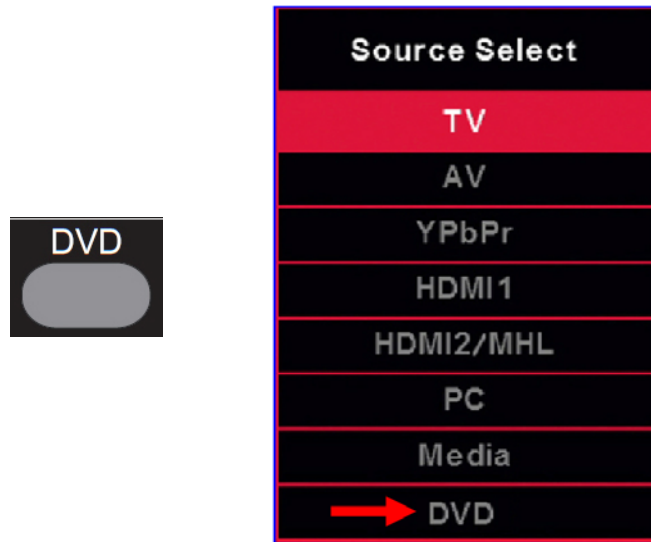 DVD
Source Select
TV
AV
YPbPr
HDMI1
HDMI2/MHL
PC
Media
DVD